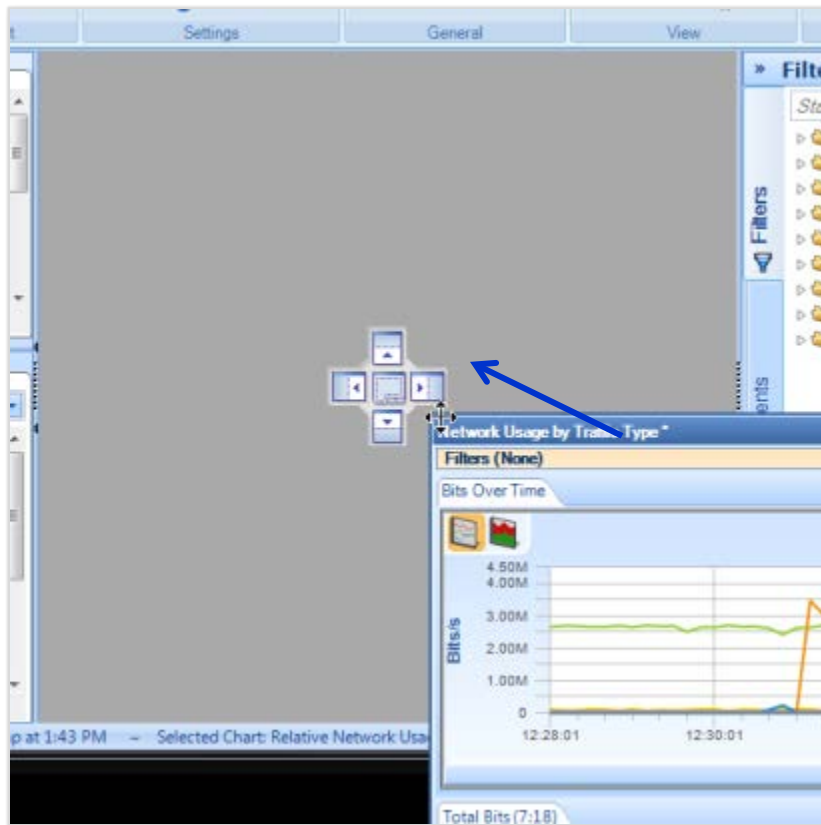 Settings
General
View
Filte
Filters
ents
Network Usage by Traffic Type *
Filters (None)
Bits Over Time
4.50M
4.00M
3.00M
2.00M
1.00M
0
Bits/s
12:28:01
12:30:01
p at 1:43 PM – Selected Chart: Relative Network Usa
Total Bits (7:18)